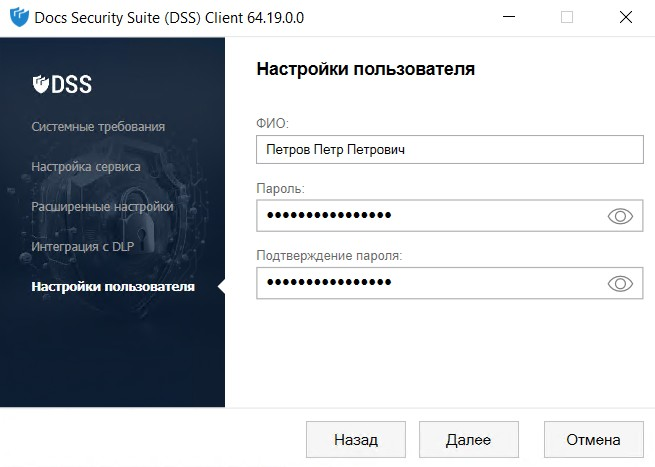 Docs Security Suite (DSS) Client 64.19.0.0
DSS
Системные требования
Настройка сервиса
Расширенные настройки
Интеграция с DLP
Настройки пользователя
Настройки пользователя
ФИО:
Петров Петр Петрович
Пароль:
••••••••••••••••
Подтверждение пароля:
••••••••••••••••
Назад
Далее
Отмена